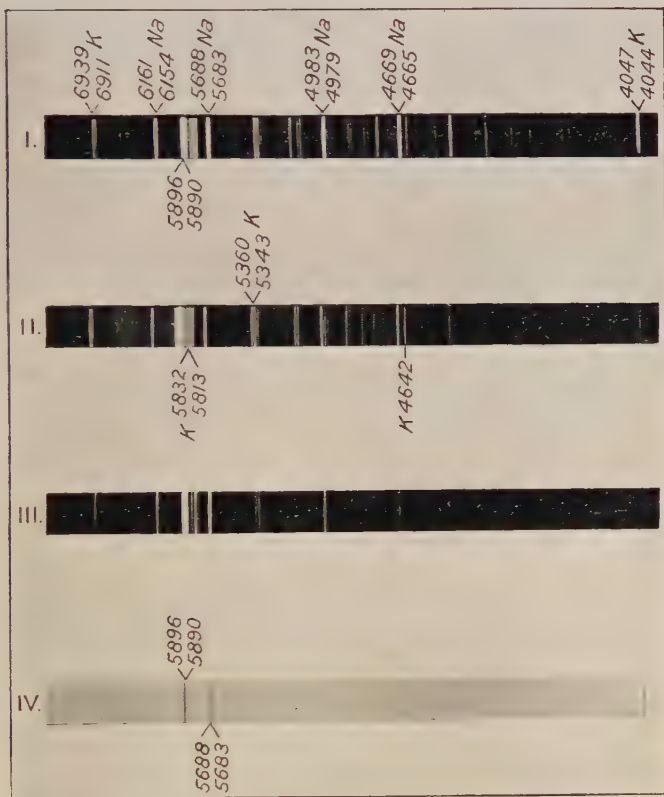 6939 K
6911
6161 Na
6154
5688 Na
5683
4983 Na
4979
4669 Na
4665
4047 K
4044
I.
5896
5890
5360 K
5343
II.
K 5832
5813
K 4642
III.
5896
5890
IV.
5688
5683